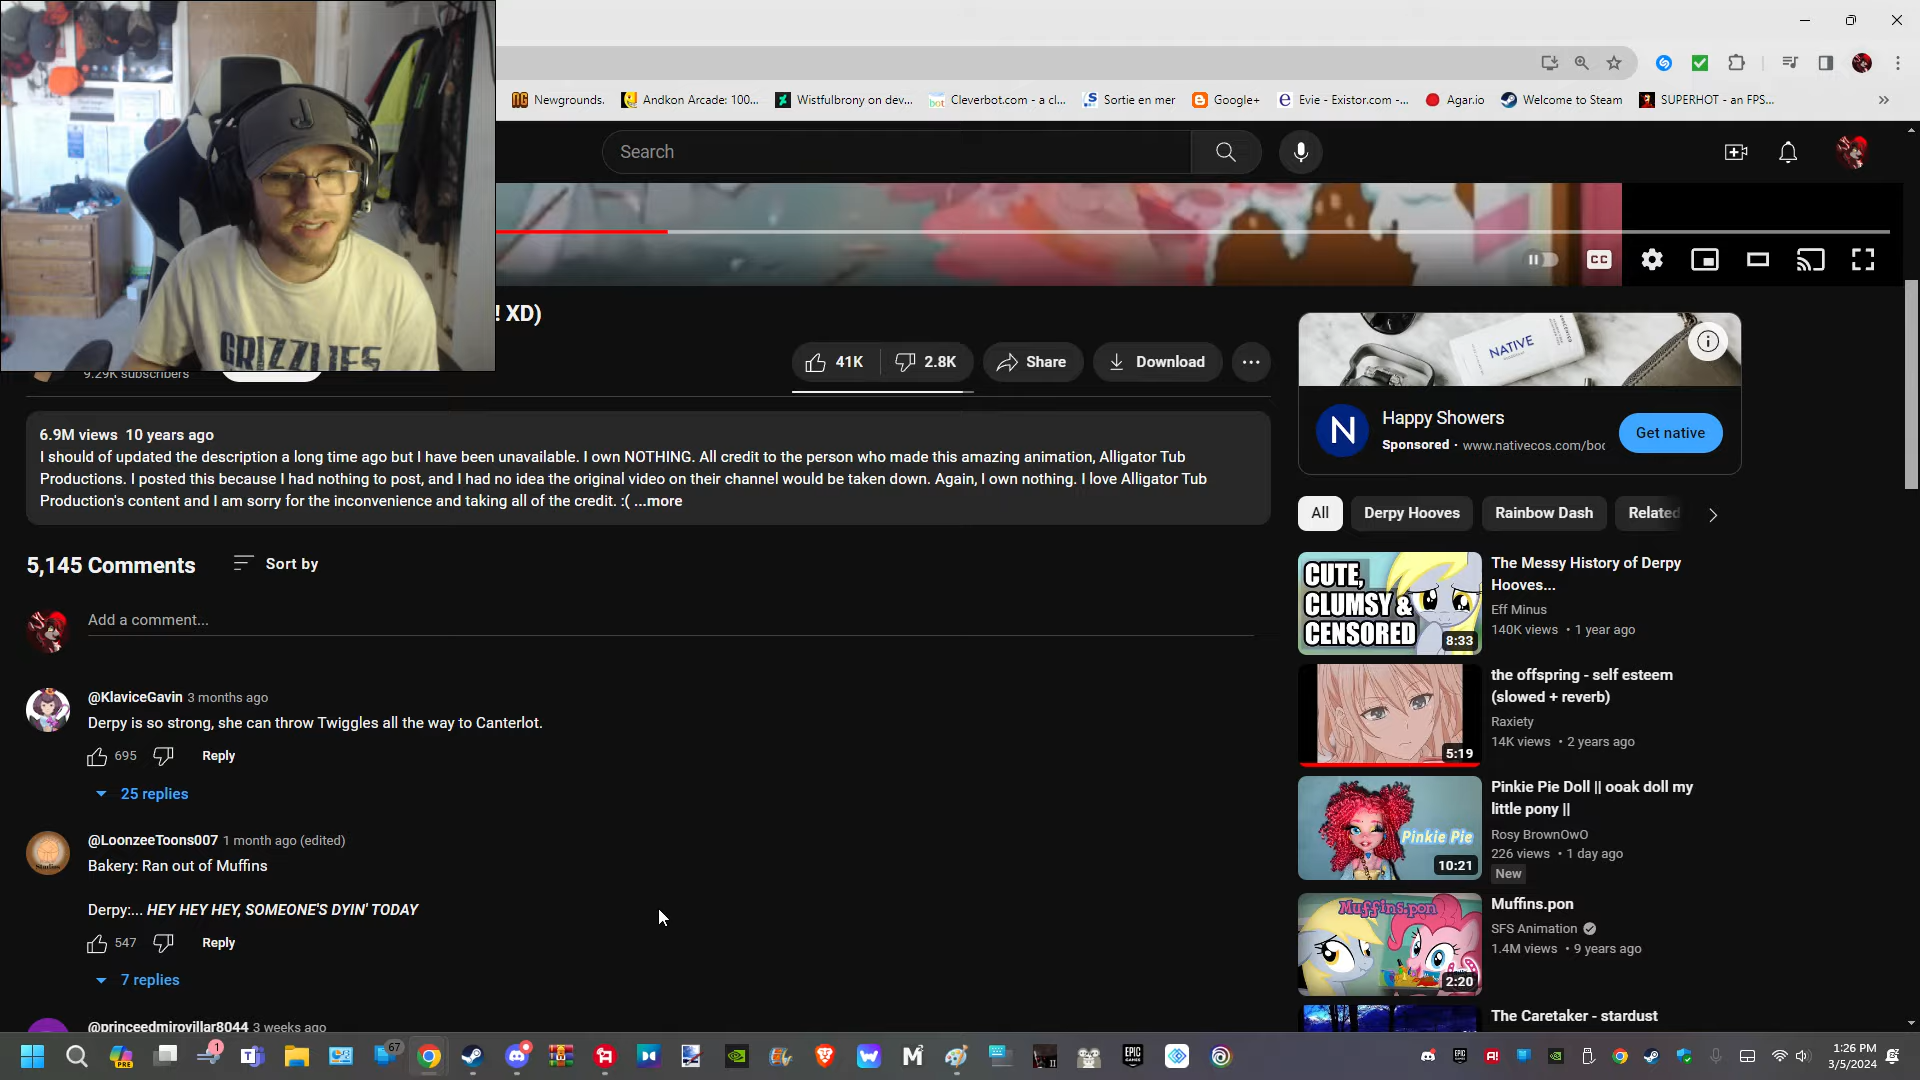 Newgrounds.
Andkon Arcade: 100...
Wistfulbrony on dev...
Cleverbot.com - a cl...
Sortie en mer
Google+
Evie - Existor.com -...
Agar.io
Welcome to Steam
SUPERHOT - an FPS...
Search
GRIZZLIES
CC
! XD)
9.29K subscribers
41K
2.8K
Share
Download
6.9M views 10 years ago
I should of updated the description a long time ago but I have been unavailable. I own NOTHING. All credit to the person who made this amazing animation, Alligator Tub
Productions. I posted this because I had nothing to post, and I had no idea the original video on their channel would be taken down. Again, I own nothing. I love Alligator Tub
Production's content and I am sorry for the inconvenience and taking all of the credit. :( ...more
5,145 Comments
Sort by
Add a comment...
@KlaviceGavin 3 months ago
Derpy is so strong, she can throw Twiggles all the way to Canterlot.
695
Reply
25 replies
@LoonzeeToons007 1 month ago (edited)
Bakery: Ran out of Muffins
Derpy:... HEY HEY HEY, SOMEONE'S DYIN' TODAY
547
Reply
7 replies
@princeedmirovillar8044 3 weeks ago
NATIVE
N
Happy Showers
Sponsored · www.nativecos.com/boc
Get native
All
Derpy Hooves
Rainbow Dash
Related
CUTE,
CLUMSY &
CENSORED
8:33
The Messy History of Derpy
Hooves...
Eff Minus
140K views • 1 year ago
5:19
the offspring - self esteem
(slowed + reverb)
Raxiety
14K views • 2 years ago
Pinkie Pie
10:21
Pinkie Pie Doll || ooak doll my
little pony ||
Rosy BrownOwO
226 views • 1 day ago
New
Muffins.pon
2:20
Muffins.pon
SFS Animation
1.4M views • 9 years ago
The Caretaker - stardust
PRE
1
67
EPIC
GAMES
1:26 PM
3/5/2024